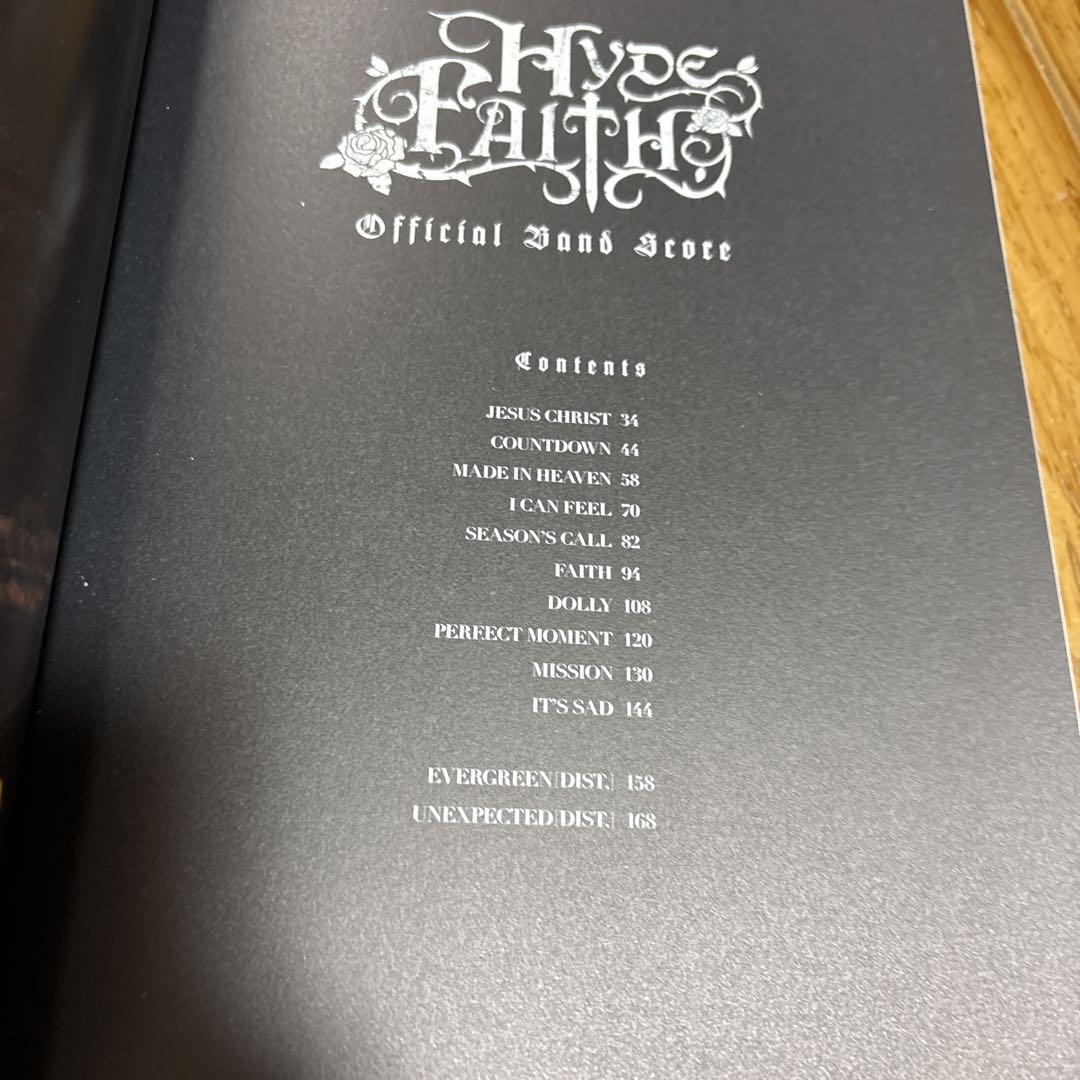 HYDE
FAITH
Official Band Score
Contents
JESUS CHRIST 34
COUNTDOWN 44
MADE IN HEAVEN 58
I CAN FEEL 70
SEASON'S CALL 82
FAITH 94
DOLLY 108
PERFECT MOMENT 120
MISSION 130
IT'S SAD 144
EVERGREEN[DIST.] 158
UNEXPECTED[DIST.] 168